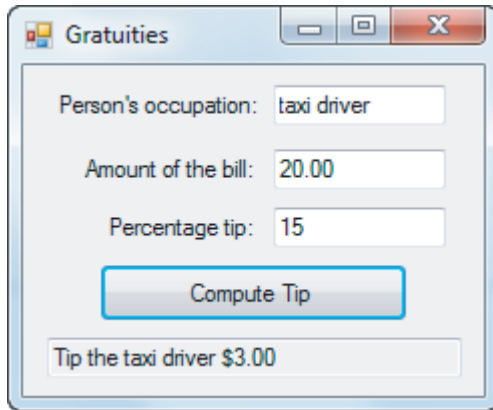 Gratuities
Person's occupation: taxi driver
Amount of the bill: 20.00
Percentage tip: 15
Compute Tip
Tip the taxi driver $3.00